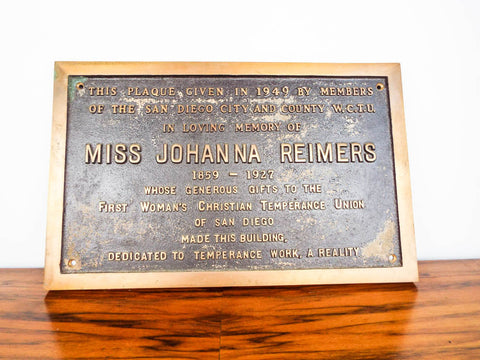 THIS PLAQUE GIVEN IN 1949 BY MEMBERS
OF THE SAN DIEGO CITY AND COUNTY W.C.T.U.
IN LOVING MEMORY OF
MISS JOHANNA REIMERS
1859 - 1927
WHOSE GENEROUS GIFTS TO THE
FIRST WOMAN'S CHRISTIAN TEMPERANCE UNION
OF SAN DIEGO
MADE THIS BUILDING,
DEDICATED TO TEMPERANCE WORK, A REALITY